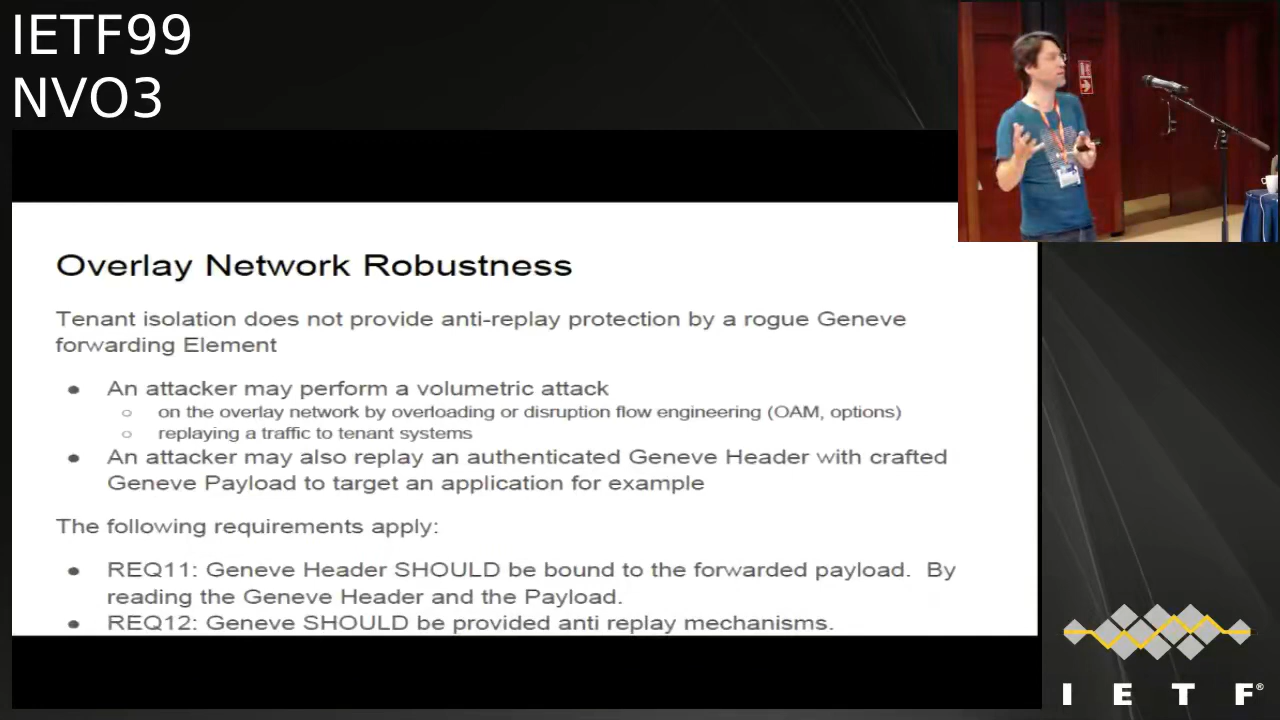 IETF99
NVO3
Overlay Network Robustness
Tenant isolation does not provide anti-replay protection by a rogue Geneve
forwarding Element
● An attacker may perform a volumetric attack
○ on the overlay network by overloading or disruption flow engineering (OAM, options)
○ replaying a traffic to tenant systems
● An attacker may also replay an authenticated Geneve Header with crafted
Geneve Payload to target an application for example
The following requirements apply:
● REQ11: Geneve Header SHOULD be bound to the forwarded payload. By
reading the Geneve Header and the Payload.
● REQ12: Geneve SHOULD be provided anti replay mechanisms.
I E T F®